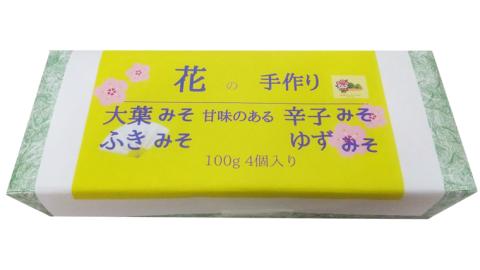 花の手作り
大葉みそ 甘味のある 辛子みそ
ふきみそ ゆずみそ
100g 4個入り